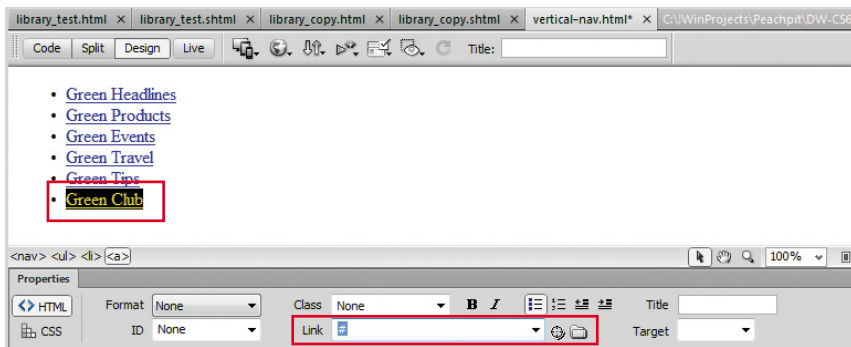 library_test.html × library_test.shtml × library_copy.html × library_copy.shtml × vertical-nav.html* × C:\!WinProjects\Peachpit\DW-CS6
Code Split Design Live Title:
• Green Headlines
• Green Products
• Green Events
• Green Travel
• Green Tips
• Green Club
<nav> <ul> <li> <a> 100%
Properties
<> HTML Format None Class None B I Title
CSS ID None Link # Target